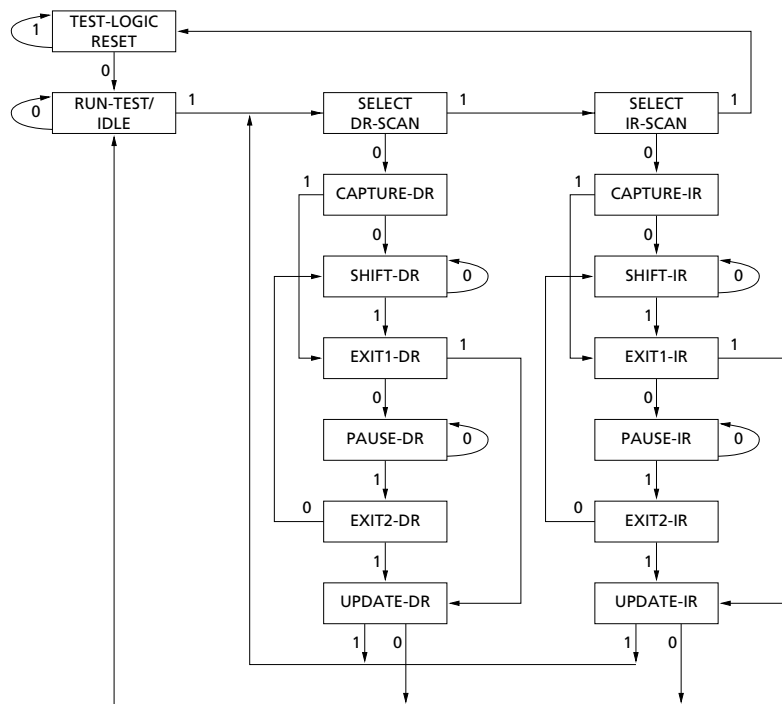 TEST-LOGIC
RESET
1
0
RUN-TEST/
IDLE
0
1
SELECT
DR-SCAN
1
SELECT
IR-SCAN
1
0
0
1
CAPTURE-DR
1
CAPTURE-IR
0
0
SHIFT-DR
0
SHIFT-IR
0
1
1
EXIT1-DR
1
EXIT1-IR
1
0
0
PAUSE-DR
0
PAUSE-IR
0
1
1
0
EXIT2-DR
0
EXIT2-IR
1
1
UPDATE-DR
UPDATE-IR
1
0
1
0